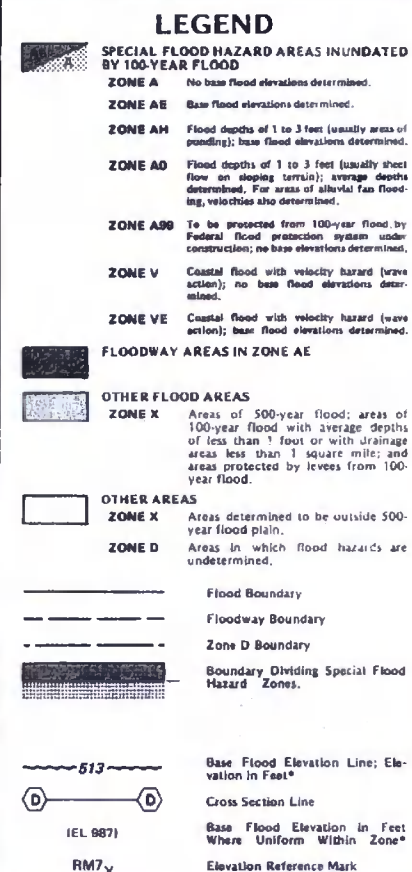 LEGEND
SPECIAL FLOOD HAZARD AREAS INUNDATED
BY 100-YEAR FLOOD
ZONE A No base flood elevations determined.
ZONE AE Base flood elevations determined.
ZONE AH Flood depths of 1 to 3 feet (usually areas of
ponding); base flood elevations determined.
ZONE AO Flood depths of 1 to 3 feet (usually sheet
flow on sloping terrain); average depths
determined. For areas of alluvial fan flood-
ing, velocities also determined.
ZONE A99 To be protected from 100-year flood by
Federal flood protection system under
construction; no base elevations determined.
ZONE V Coastal flood with velocity hazard (wave
action); no base flood elevations deter-
mined.
ZONE VE Coastal flood with velocity hazard (wave
action); base flood elevations determined.
FLOODWAY AREAS IN ZONE AE
OTHER FLOOD AREAS
ZONE X Areas of 500-year flood; areas of
100-year flood with average depths
of less than 1 foot or with drainage
areas less than 1 square mile; and
areas protected by levees from 100-
year flood.
OTHER AREAS
ZONE X Areas determined to be outside 500-
year flood plain.
ZONE D Areas in which flood hazards are
undetermined.
Flood Boundary
Floodway Boundary
Zone D Boundary
Boundary Dividing Special Flood
Hazard Zones.
513 Base Flood Elevation Line; Ele-
vation in Feet*
D D Cross Section Line
(EL 987) Base Flood Elevation in Feet
Where Uniform Within Zone*
RM7 Elevation Reference Mark